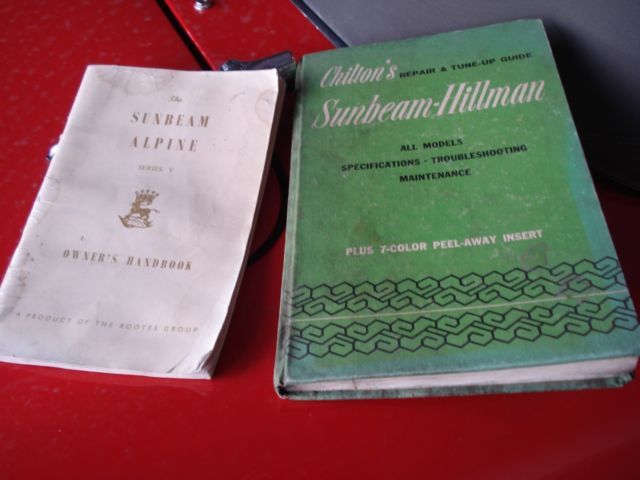 The
SUNBEAM
ALPINE
SERIES V
OWNER'S HANDBOOK
A PRODUCT OF THE ROOTES GROUP
Chilton's REPAIR & TUNE-UP GUIDE
Sunbeam-Hillman
ALL MODELS
SPECIFICATIONS - TROUBLESHOOTING
MAINTENANCE
PLUS 7-COLOR PEEL-AWAY INSERT